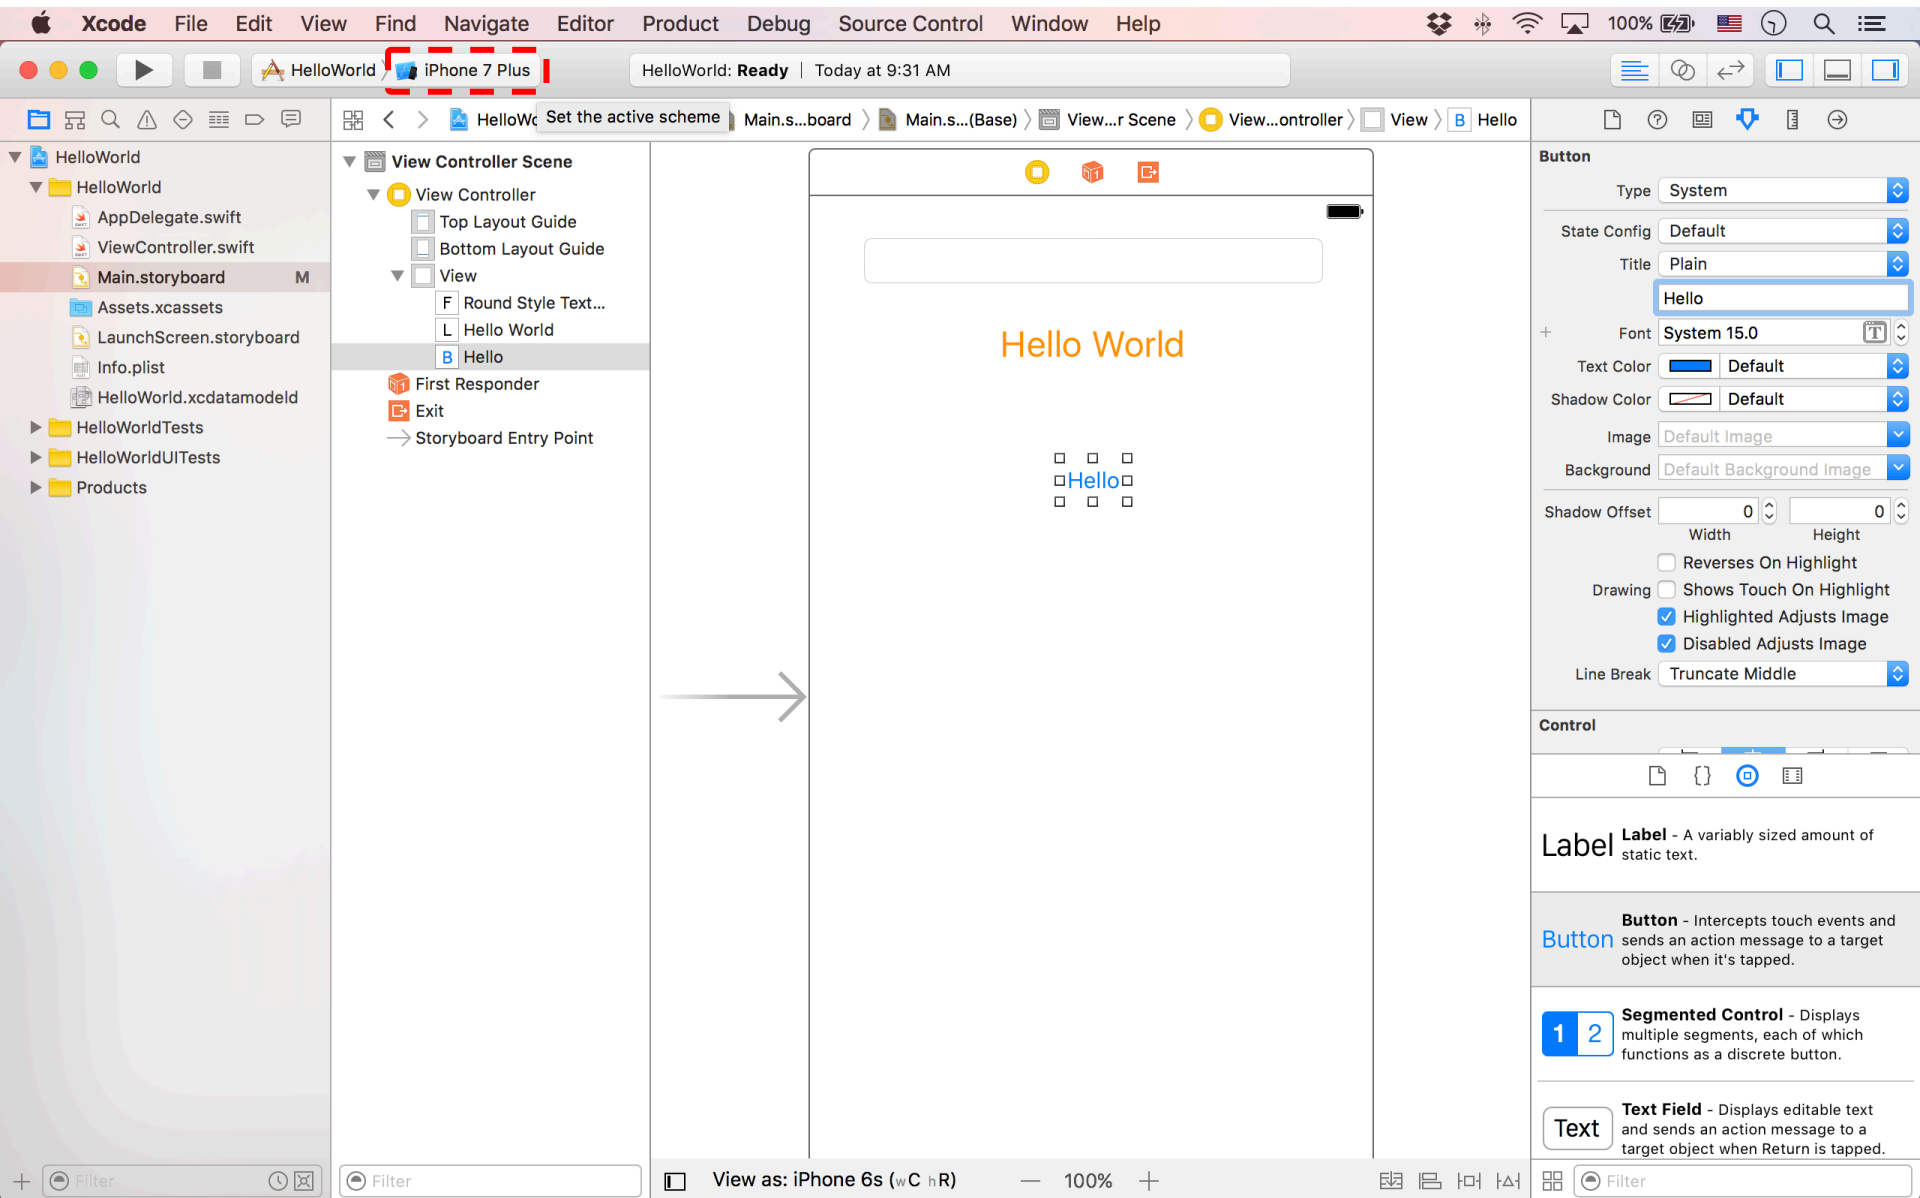 Xcode File Edit View Find Navigate Editor Product Debug Source Control Window Help 100%
HelloWorld iPhone 7 Plus HelloWorld: Ready | Today at 9:31 AM
HelloWo Set the active scheme Main.s...board Main.s...(Base) View...r Scene View...ontroller View B Hello
HelloWorld
HelloWorld
AppDelegate.swift
ViewController.swift
Main.storyboard M
Assets.xcassets
LaunchScreen.storyboard
Info.plist
HelloWorld.xcdatamodeld
HelloWorldTests
HelloWorldUITests
Products
Filter
View Controller Scene
View Controller
Top Layout Guide
Bottom Layout Guide
View
F Round Style Text...
L Hello World
B Hello
First Responder
Exit
Storyboard Entry Point
Filter
Hello World
Hello
View as: iPhone 6s (wC hR) 100%
Button
Type System
State Config Default
Title Plain
Hello
Font System 15.0 T
Text Color Default
Shadow Color Default
Image Default Image
Background Default Background Image
Shadow Offset 0 0
Width Height
Reverses On Highlight
Drawing Shows Touch On Highlight
Highlighted Adjusts Image
Disabled Adjusts Image
Line Break Truncate Middle
Control
{}
Label Label - A variably sized amount of
static text.
Button Button - Intercepts touch events and
sends an action message to a target
object when it's tapped.
1 2 Segmented Control - Displays
multiple segments, each of which
functions as a discrete button.
Text Text Field - Displays editable text
and sends an action message to a
target object when Return is tapped.
Filter